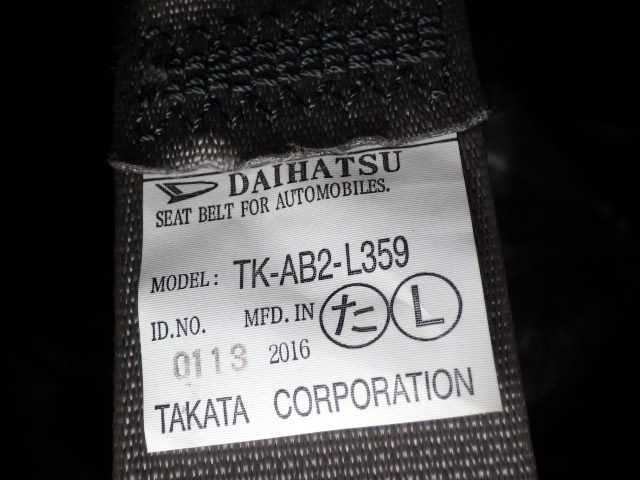 DAIHATSU
SEAT BELT FOR AUTOMOBILES.
MODEL: TK-AB2-L359
ID.NO. MFD.IN た L
0113 2016
TAKATA CORPORATION